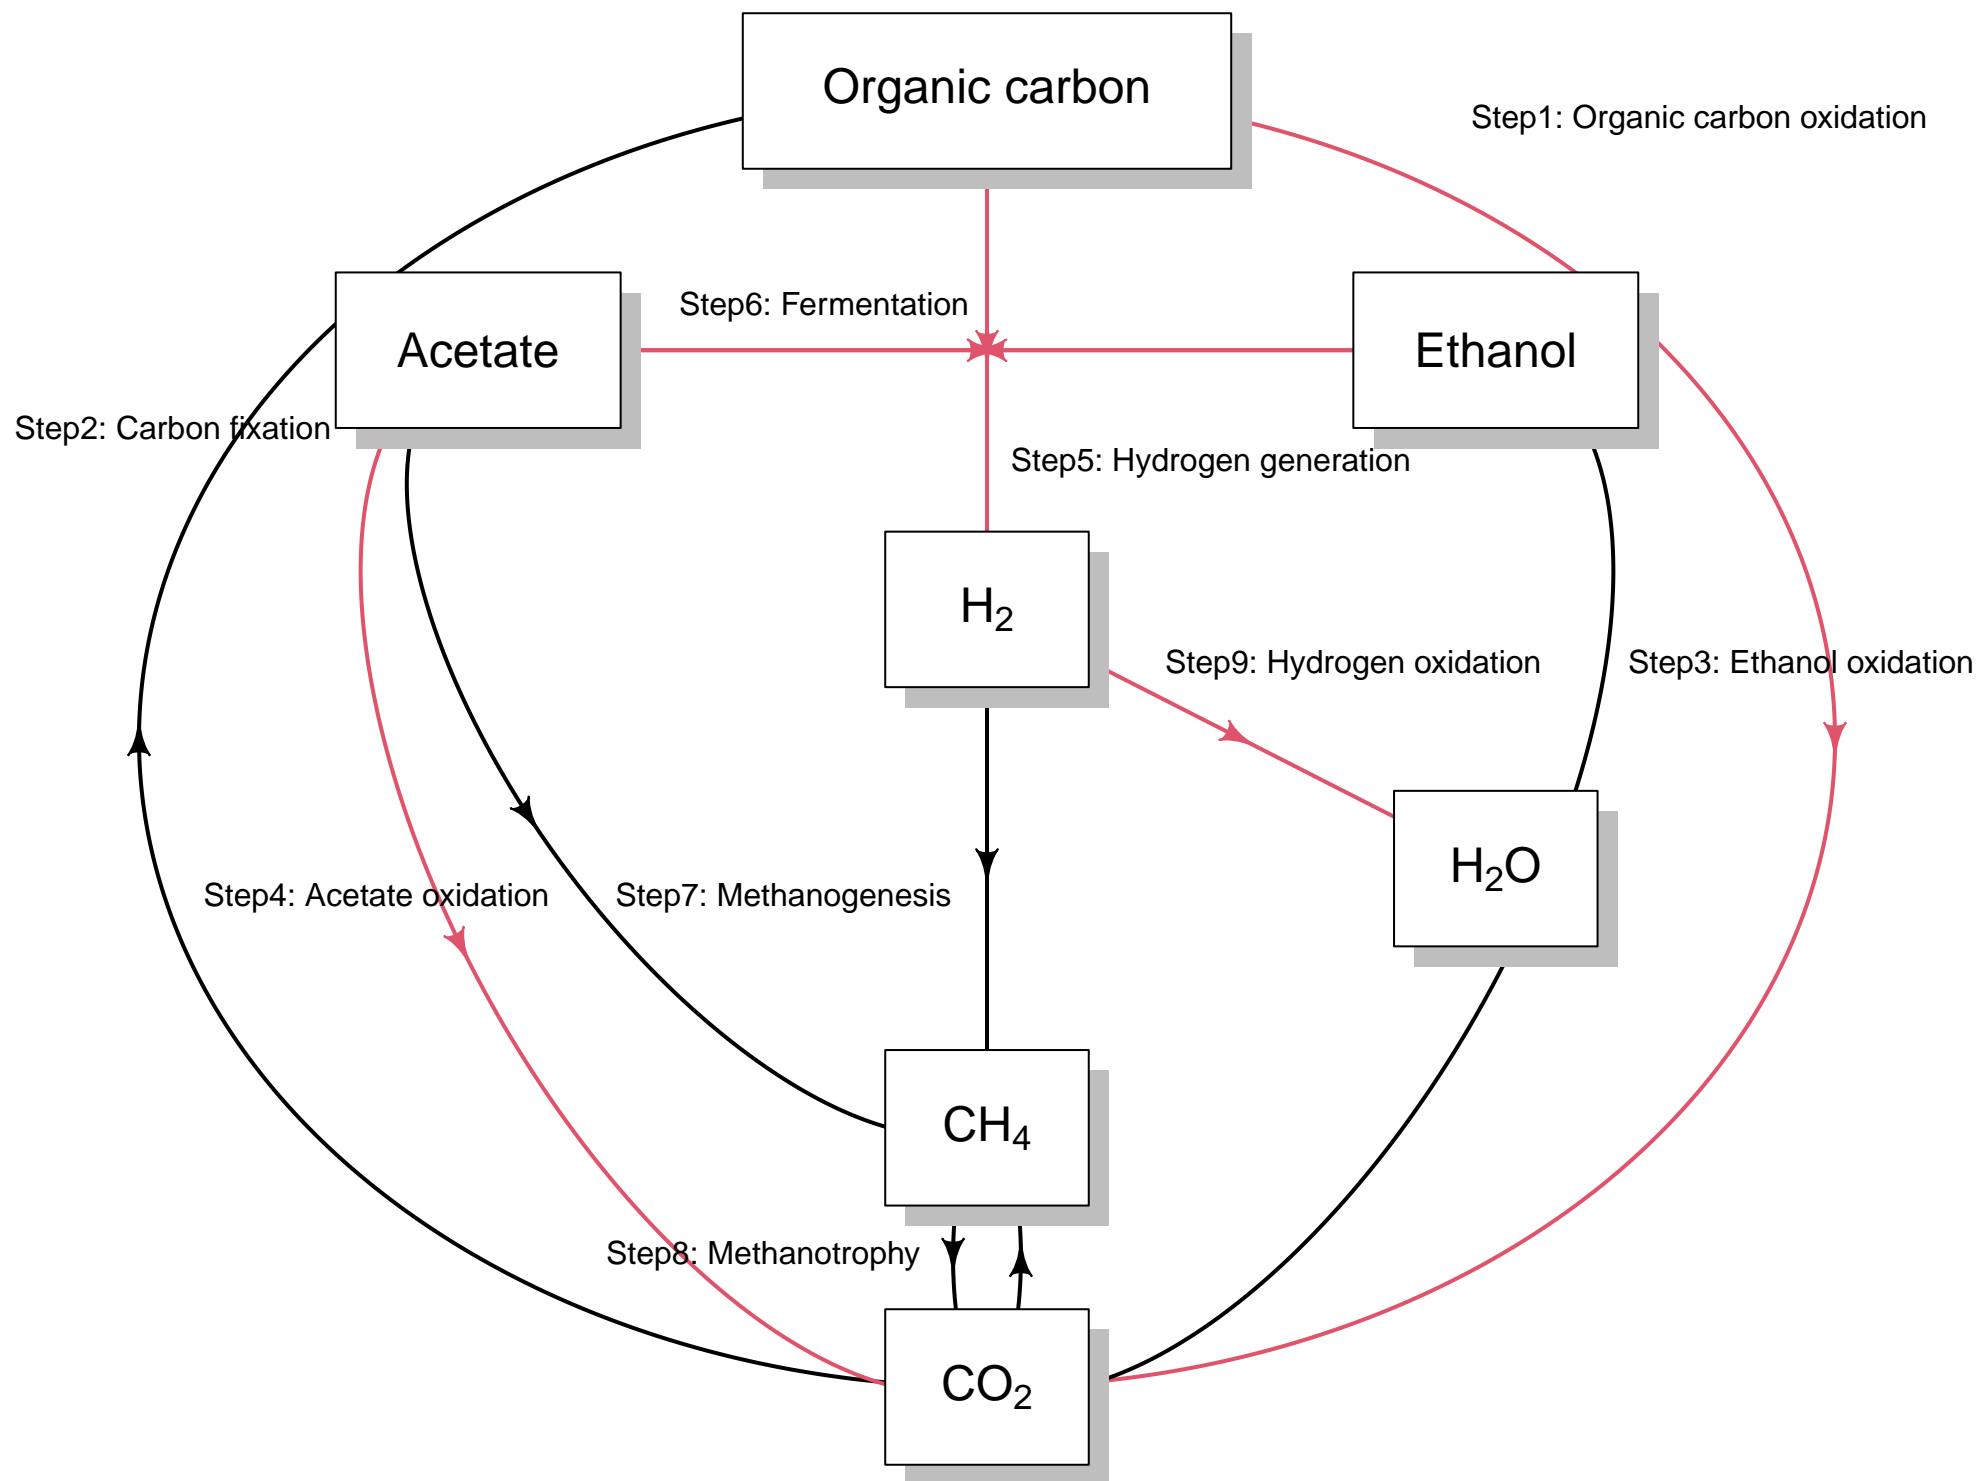 Organic carbon
Step1: Organic carbon oxidation
Step6: Fermentation
Acetate
Ethanol
Step2: Carbon fixation
Step5: Hydrogen generation
H₂
Step9: Hydrogen oxidation
Step3: Ethanol oxidation
H₂O
Step4: Acetate oxidation
Step7: Methanogenesis
CH₄
Step8: Methanotrophy
CO₂